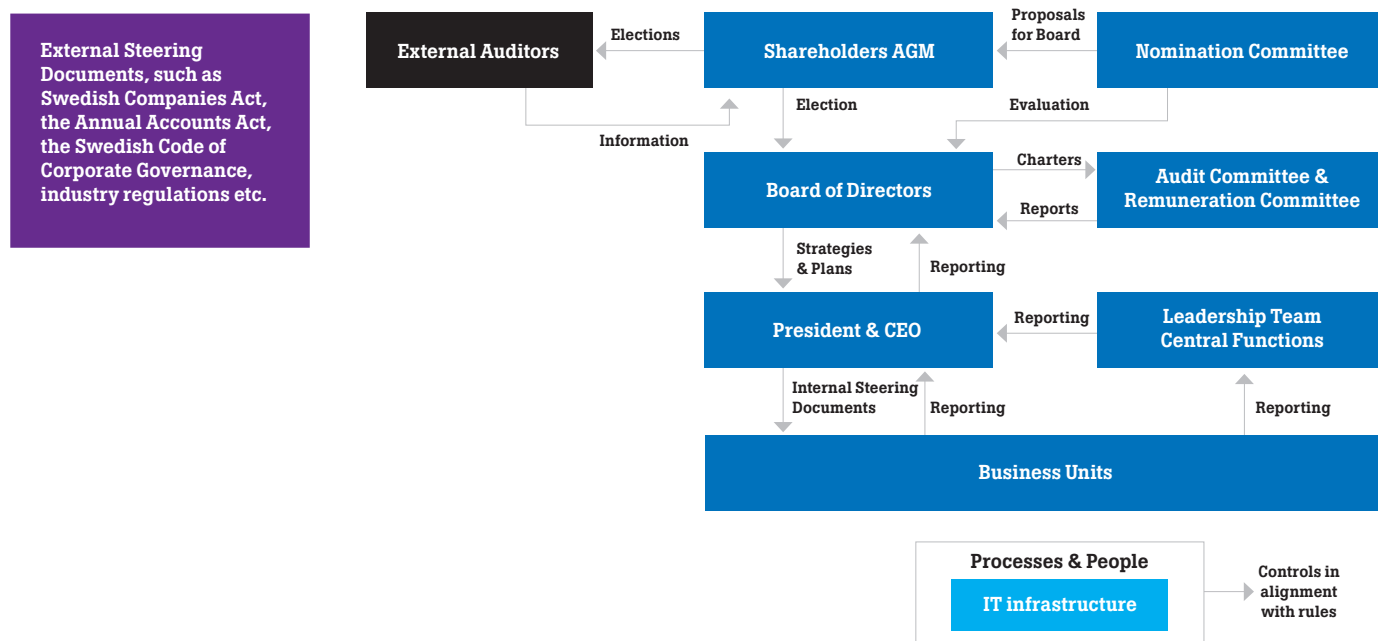 External Steering
Documents, such as
Swedish Companies Act,
the Annual Accounts Act,
the Swedish Code of
Corporate Governance,
industry regulations etc.
External Auditors
Elections
Shareholders AGM
Proposals
for Board
Nomination Committee
Information
Election
Evaluation
Board of Directors
Charters
Reports
Audit Committee &
Remuneration Committee
Strategies
& Plans
Reporting
President & CEO
Reporting
Leadership Team
Central Functions
Internal Steering
Documents
Reporting
Reporting
Business Units
Processes & People
IT infrastructure
Controls in
alignment
with rules